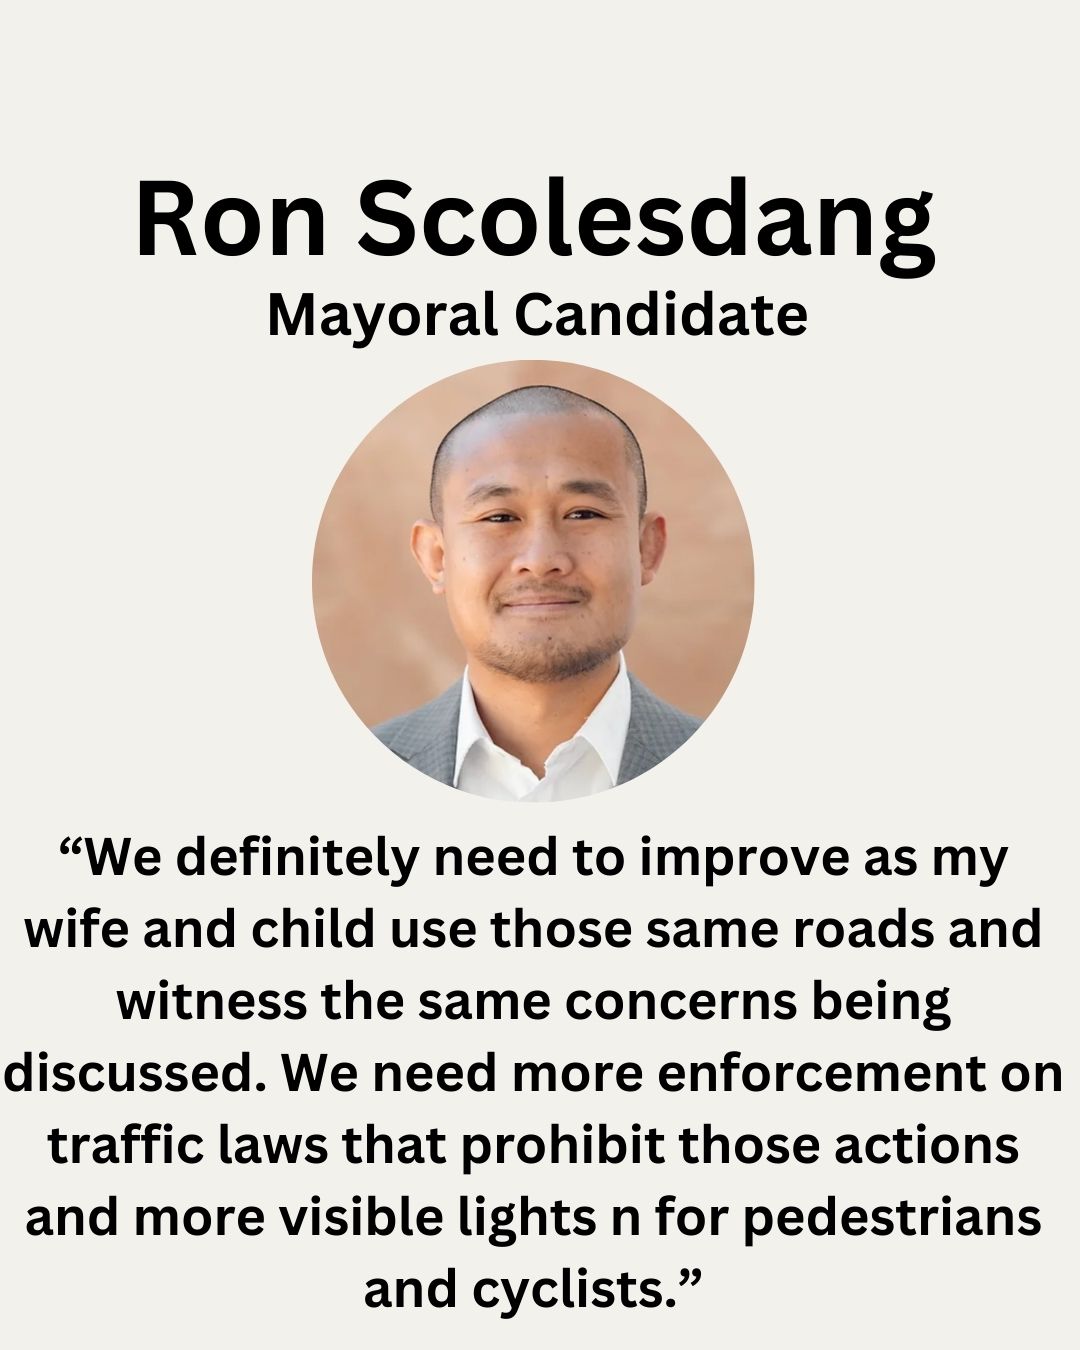 Ron Scolesdang
Mayoral Candidate
“We definitely need to improve as my
wife and child use those same roads and
witness the same concerns being
discussed. We need more enforcement on
traffic laws that prohibit those actions
and more visible lights n for pedestrians
and cyclists.”